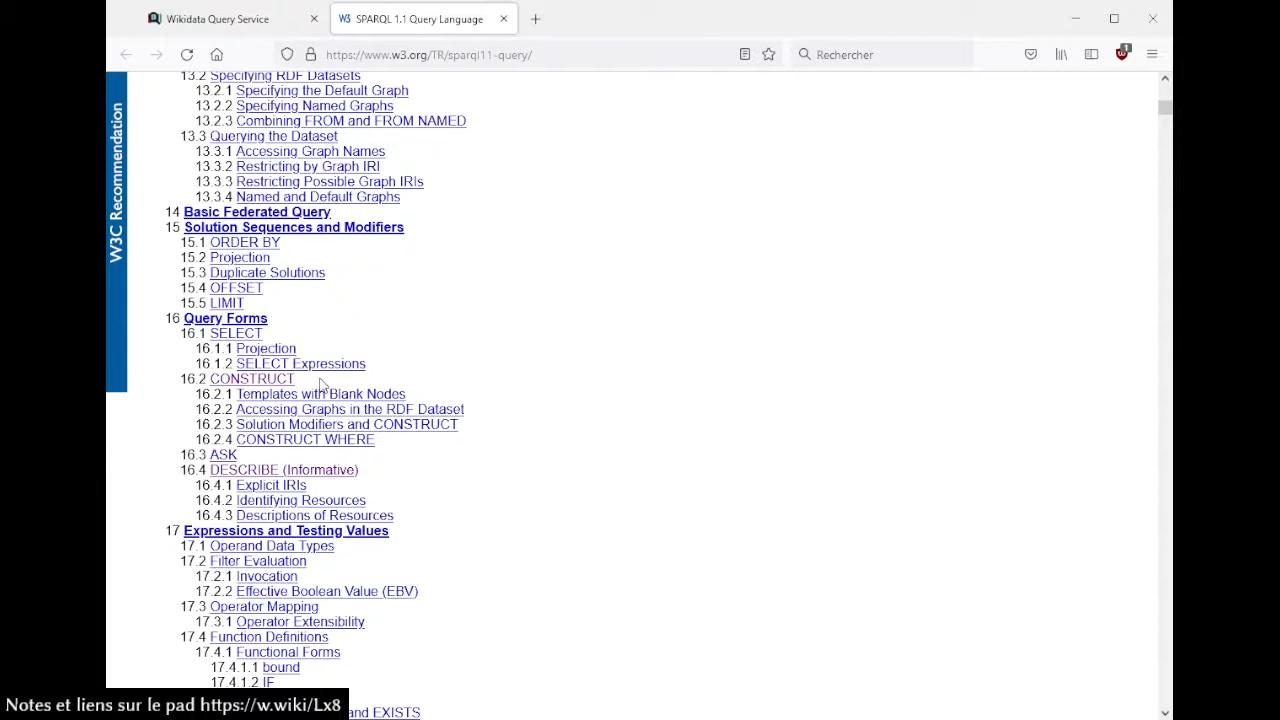 Wikidata Query Service
W3 SPARQL 1.1 Query Language
https://www.w3.org/TR/sparql11-query/
Rechercher
1
W3C Recommendation
13.2 Specifying RDF Datasets
13.2.1 Specifying the Default Graph
13.2.2 Specifying Named Graphs
13.2.3 Combining FROM and FROM NAMED
13.3 Querying the Dataset
13.3.1 Accessing Graph Names
13.3.2 Restricting by Graph IRI
13.3.3 Restricting Possible Graph IRIs
13.3.4 Named and Default Graphs
14 Basic Federated Query
15 Solution Sequences and Modifiers
15.1 ORDER BY
15.2 Projection
15.3 Duplicate Solutions
15.4 OFFSET
15.5 LIMIT
16 Query Forms
16.1 SELECT
16.1.1 Projection
16.1.2 SELECT Expressions
16.2 CONSTRUCT
16.2.1 Templates with Blank Nodes
16.2.2 Accessing Graphs in the RDF Dataset
16.2.3 Solution Modifiers and CONSTRUCT
16.2.4 CONSTRUCT WHERE
16.3 ASK
16.4 DESCRIBE (Informative)
16.4.1 Explicit IRIs
16.4.2 Identifying Resources
16.4.3 Descriptions of Resources
17 Expressions and Testing Values
17.1 Operand Data Types
17.2 Filter Evaluation
17.2.1 Invocation
17.2.2 Effective Boolean Value (EBV)
17.3 Operator Mapping
17.3.1 Operator Extensibility
17.4 Function Definitions
17.4.1 Functional Forms
17.4.1.1 bound
17.4.1.2 IF
and EXISTS
Notes et liens sur le pad https://w.wiki/Lx8